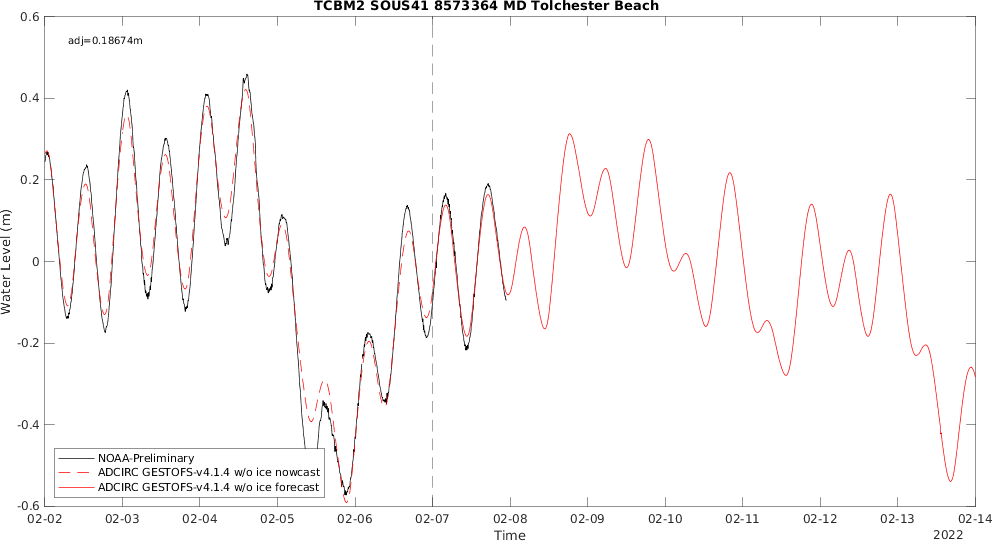 TCBM2 SOUS41 8573364 MD Tolchester Beach
adj=0.18674m
0.6
0.4
0.2
0
-0.2
-0.4
-0.6
Water Level (m)
NOAA-Preliminary
ADCIRC GESTOFS-v4.1.4 w/o ice nowcast
ADCIRC GESTOFS-v4.1.4 w/o ice forecast
02-02 02-03 02-04 02-05 02-06 02-07 02-08 02-09 02-10 02-11 02-12 02-13 02-14
Time
2022